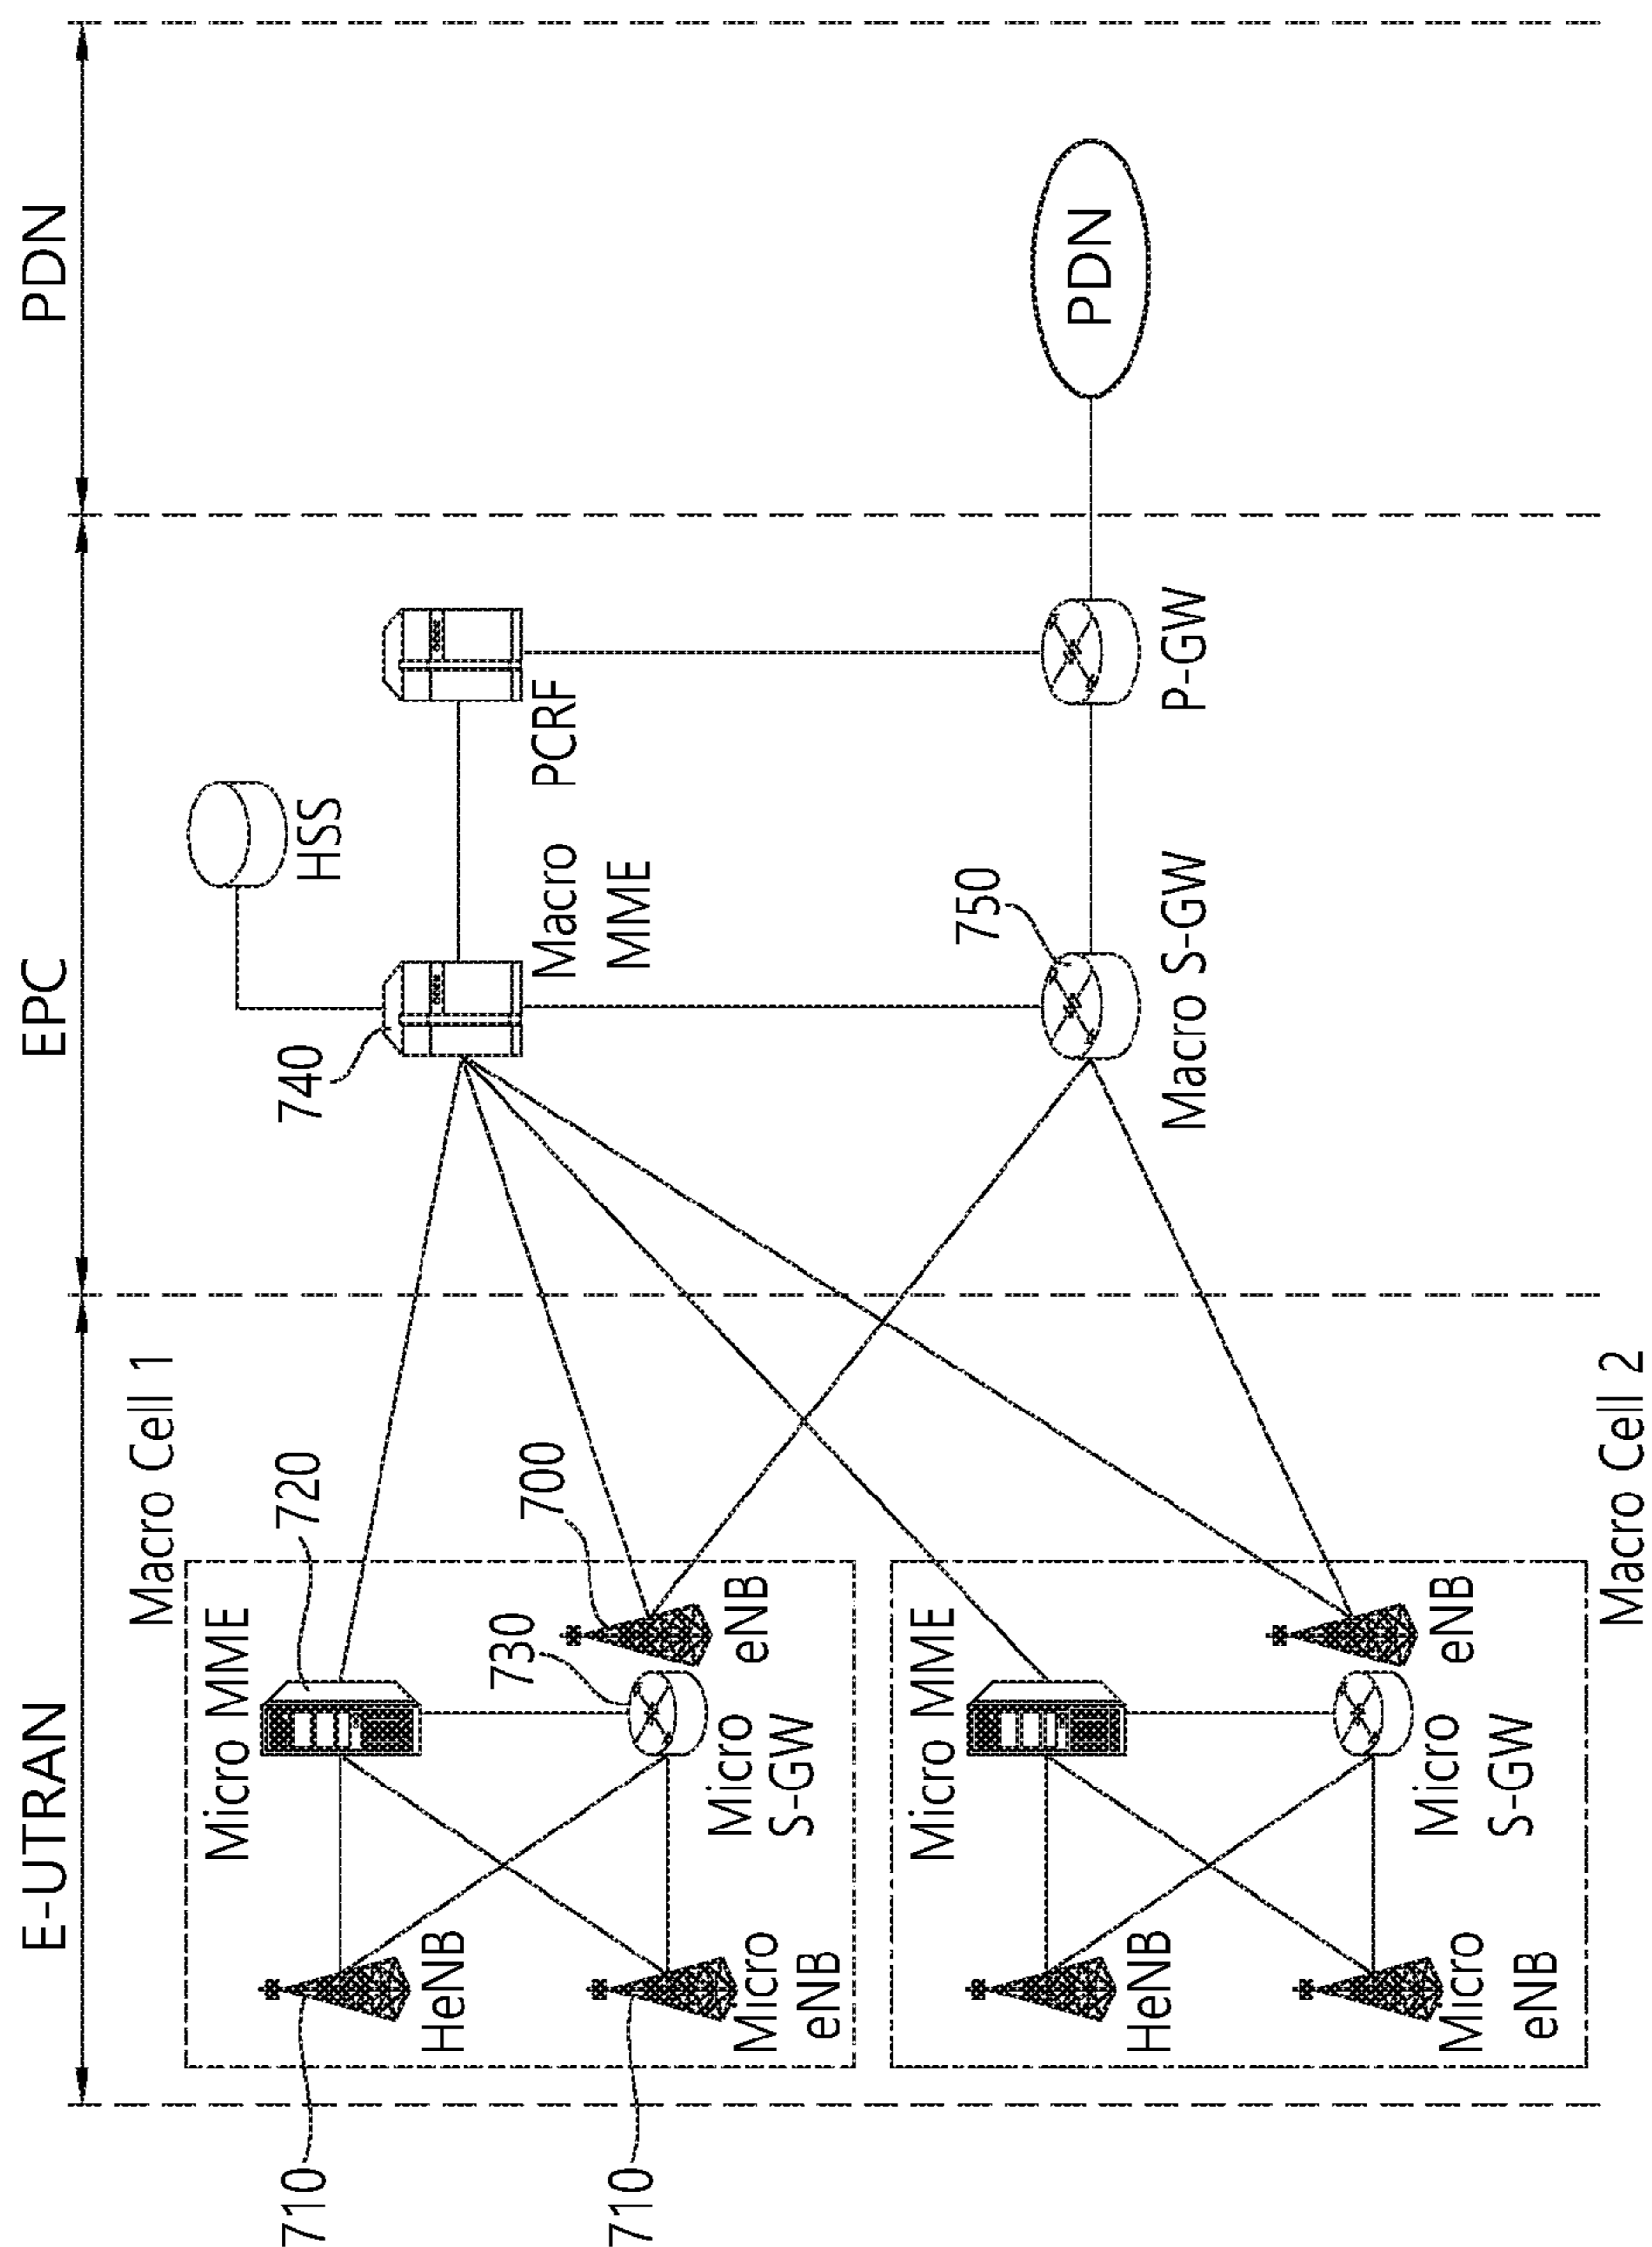 E-UTRAN
EPC
PDN
Macro Cell 1
Micro MME
720
710
HeNB
700
eNB
730
Micro
S-GW
710
Micro
eNB
Micro MME
HeNB
eNB
Micro
S-GW
Micro
eNB
Macro Cell 2
HSS
740
Macro
MME
PCRF
750
Macro S-GW
P-GW
PDN